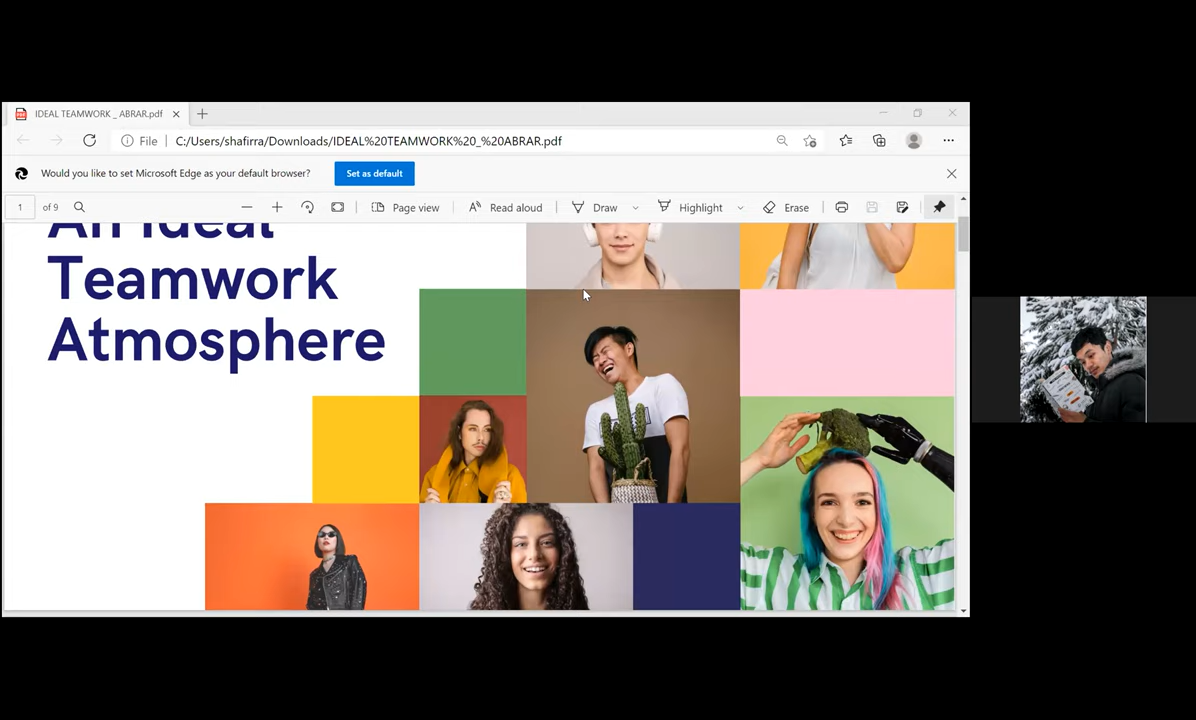 IDEAL TEAMWORK _ ABRAR.pdf
File C:/Users/shafirra/Downloads/IDEAL%20TEAMWORK%20_%20ABRAR.pdf
Would you like to set Microsoft Edge as your default browser? Set as default
1 of 9 Page view Read aloud Draw Highlight Erase
An Ideal
Teamwork
Atmosphere